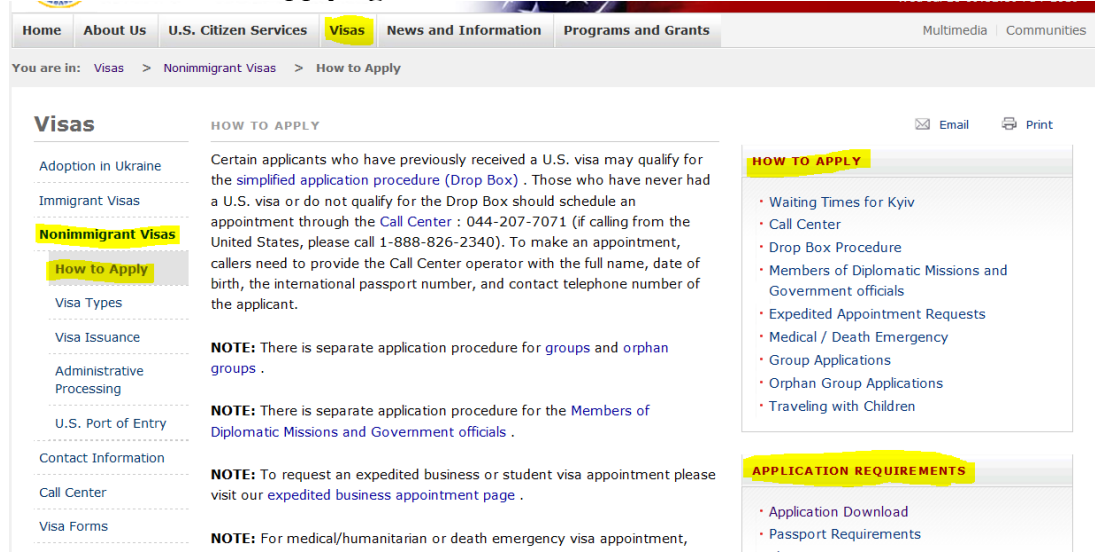 Home About Us U.S. Citizen Services Visas News and Information Programs and Grants Multimedia Communities
You are in: Visas > Nonimmigrant Visas > How to Apply
Visas
Adoption in Ukraine
Immigrant Visas
Nonimmigrant Visas
How to Apply
Visa Types
Visa Issuance
Administrative
Processing
U.S. Port of Entry
Contact Information
Call Center
Visa Forms
HOW TO APPLY
Email Print
Certain applicants who have previously received a U.S. visa may qualify for
the simplified application procedure (Drop Box) . Those who have never had
a U.S. visa or do not qualify for the Drop Box should schedule an
appointment through the Call Center : 044-207-7071 (if calling from the
United States, please call 1-888-826-2340). To make an appointment,
callers need to provide the Call Center operator with the full name, date of
birth, the international passport number, and contact telephone number of
the applicant.
NOTE: There is separate application procedure for groups and orphan
groups .
NOTE: There is separate application procedure for the Members of
Diplomatic Missions and Government officials .
NOTE: To request an expedited business or student visa appointment please
visit our expedited business appointment page .
NOTE: For medical/humanitarian or death emergency visa appointment,
HOW TO APPLY
Waiting Times for Kyiv
Call Center
Drop Box Procedure
Members of Diplomatic Missions and
Government officials
Expedited Appointment Requests
Medical / Death Emergency
Group Applications
Orphan Group Applications
Traveling with Children
APPLICATION REQUIREMENTS
Application Download
Passport Requirements